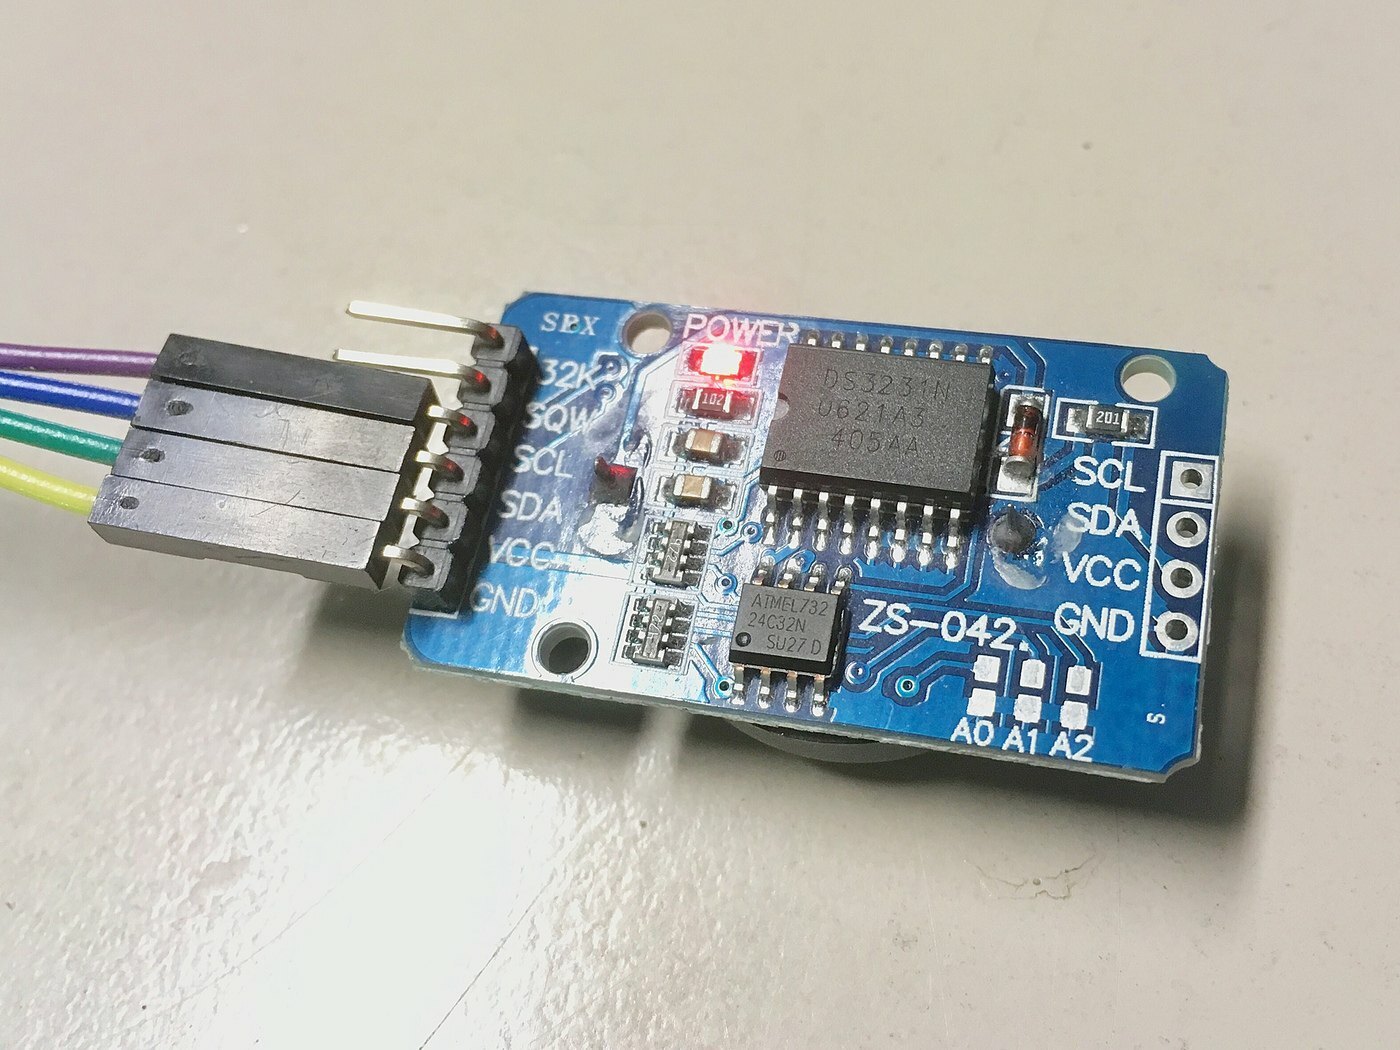 SBX
POWER
32K
SQW
SCL
SDA
VCC
GND
102
DS3231N
0621A3
405AA
201
SCL
SDA
VCC
GND
ATMEL732
24C32N
SU27 D
ZS-042
A0 A1 A2
S